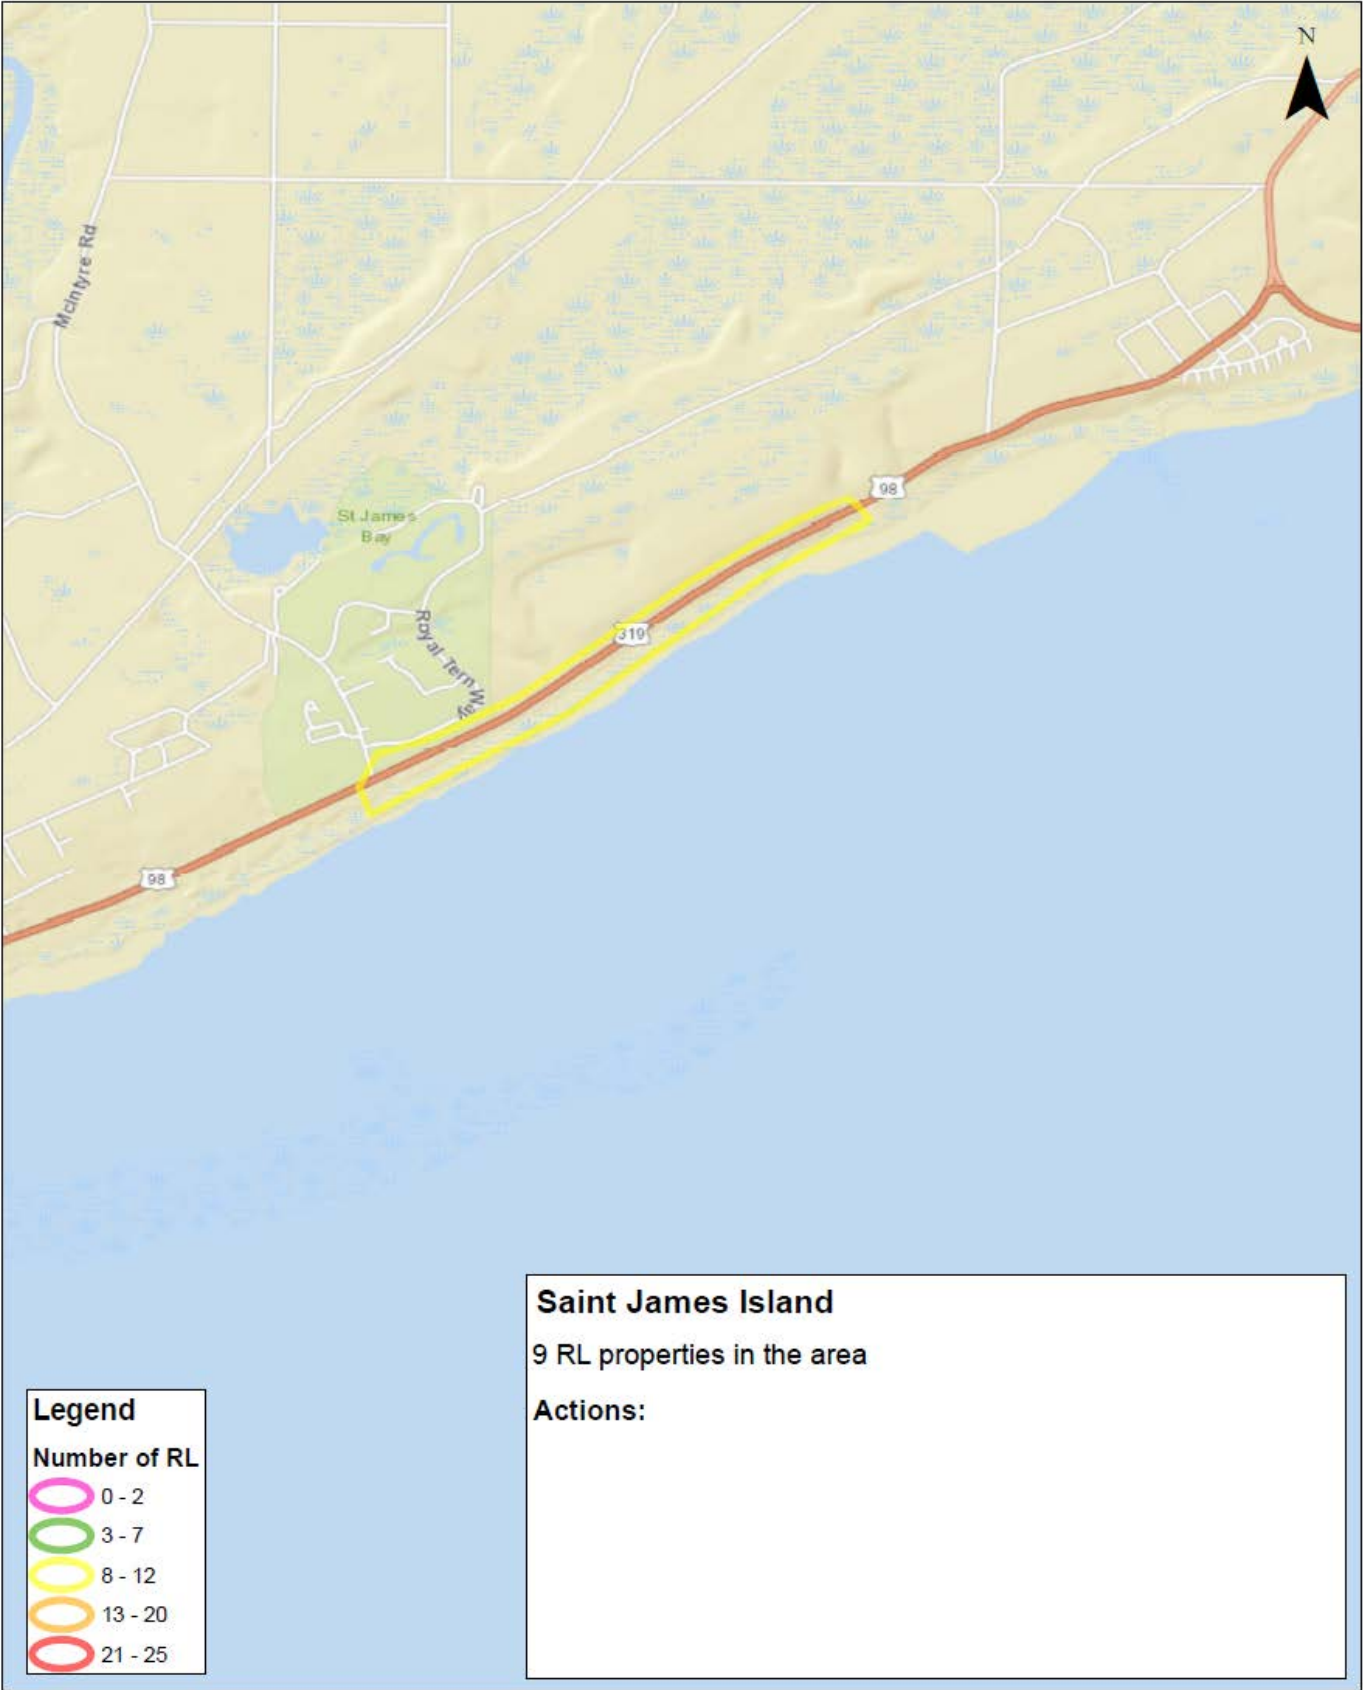 N
McIntyre Rd
98
St James
Bay
319
Royal Tern Way
98
Saint James Island
9 RL properties in the area
Actions:
Legend
Number of RL
0 - 2
3 - 7
8 - 12
13 - 20
21 - 25